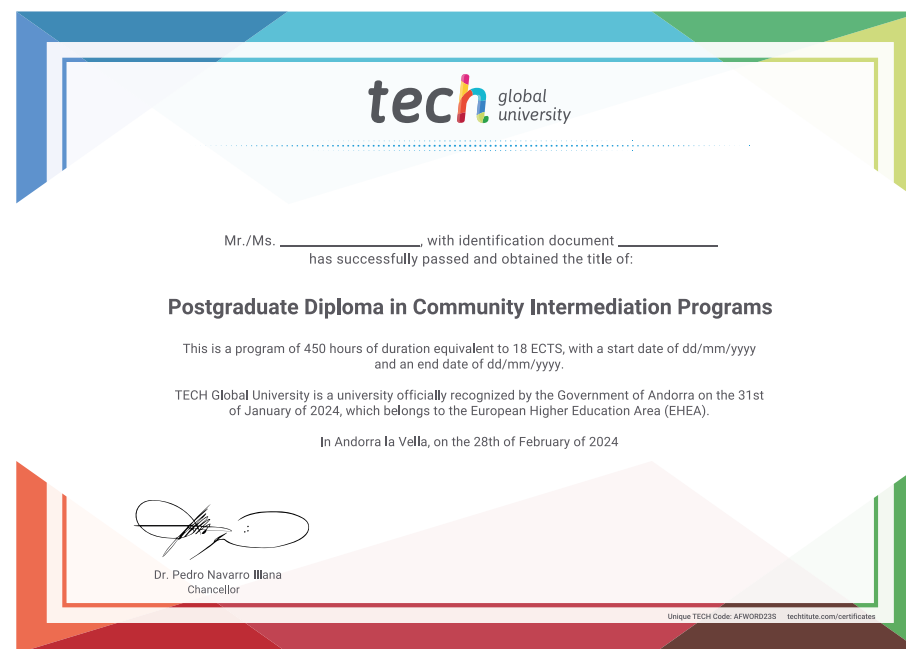 tech global
university
Mr./Ms. ____________________, with identification document ______________
has successfully passed and obtained the title of:
Postgraduate Diploma in Community Intermediation Programs
This is a program of 450 hours of duration equivalent to 18 ECTS, with a start date of dd/mm/yyyy
and an end date of dd/mm/yyyy.
TECH Global University is a university officially recognized by the Government of Andorra on the 31st
of January of 2024, which belongs to the European Higher Education Area (EHEA).
In Andorra la Vella, on the 28th of February of 2024
Dr. Pedro Navarro Illana
Chancellor
Unique TECH Code: AFWORD23S techtitute.com/certificates